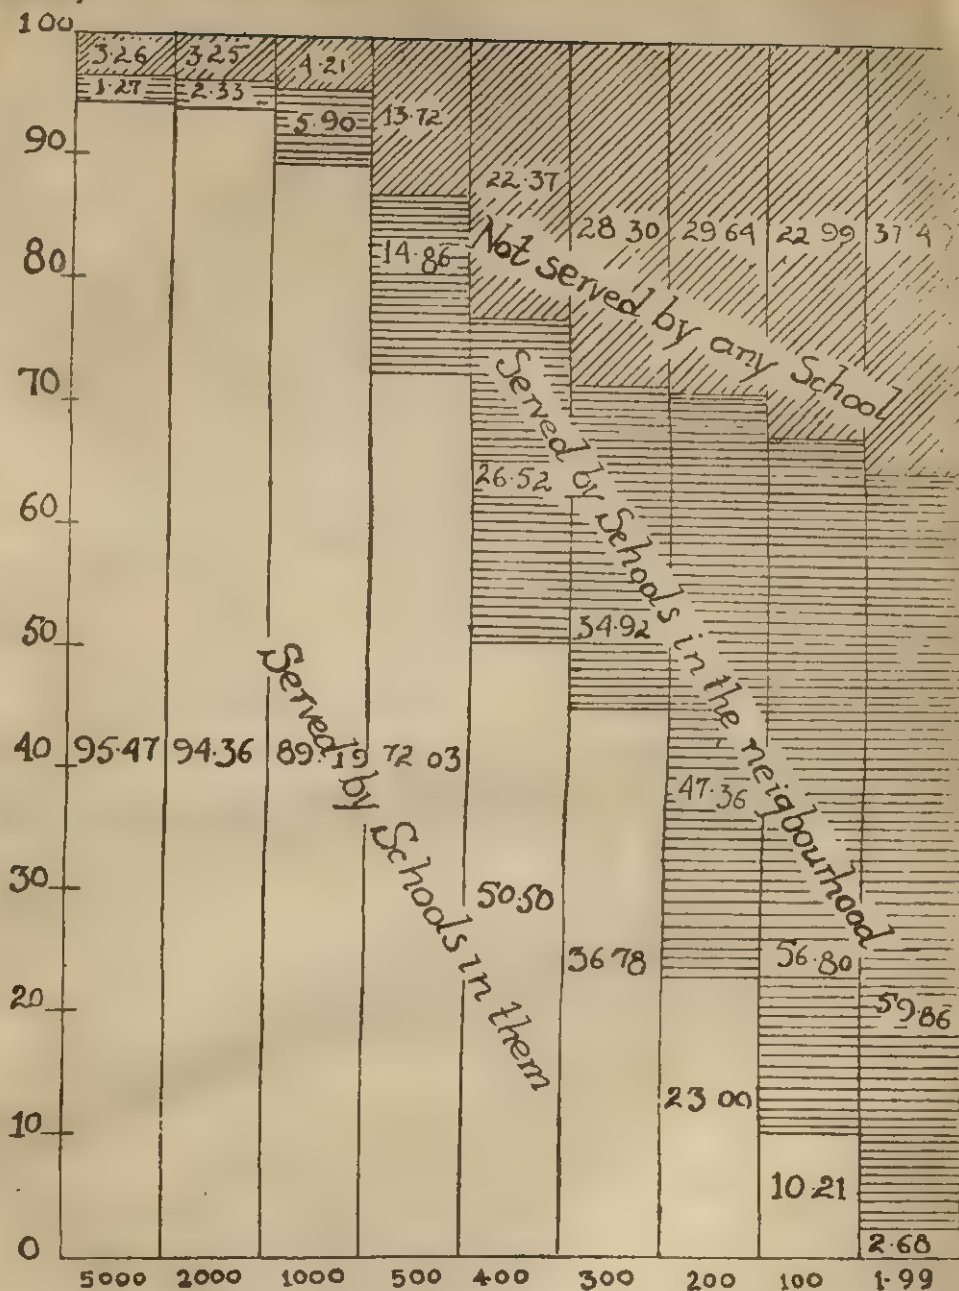 100
3·26 3·25 4·21
1·27 2·33
5·90 13·72
90
22·37
28 30 29 64 22 99
14·86
80
Not served by any School
70
Served by Schools in the neigbourhood
26·52
60
34·92
50
Served by Schools in them
40 95·47 94·36 89·19 72 03
47·36
30
50·50
36 78 56·80
20
59·86
23 00
10
10·21
2·68
0
5000 2000 1000 500 400 300 200 100 1-99